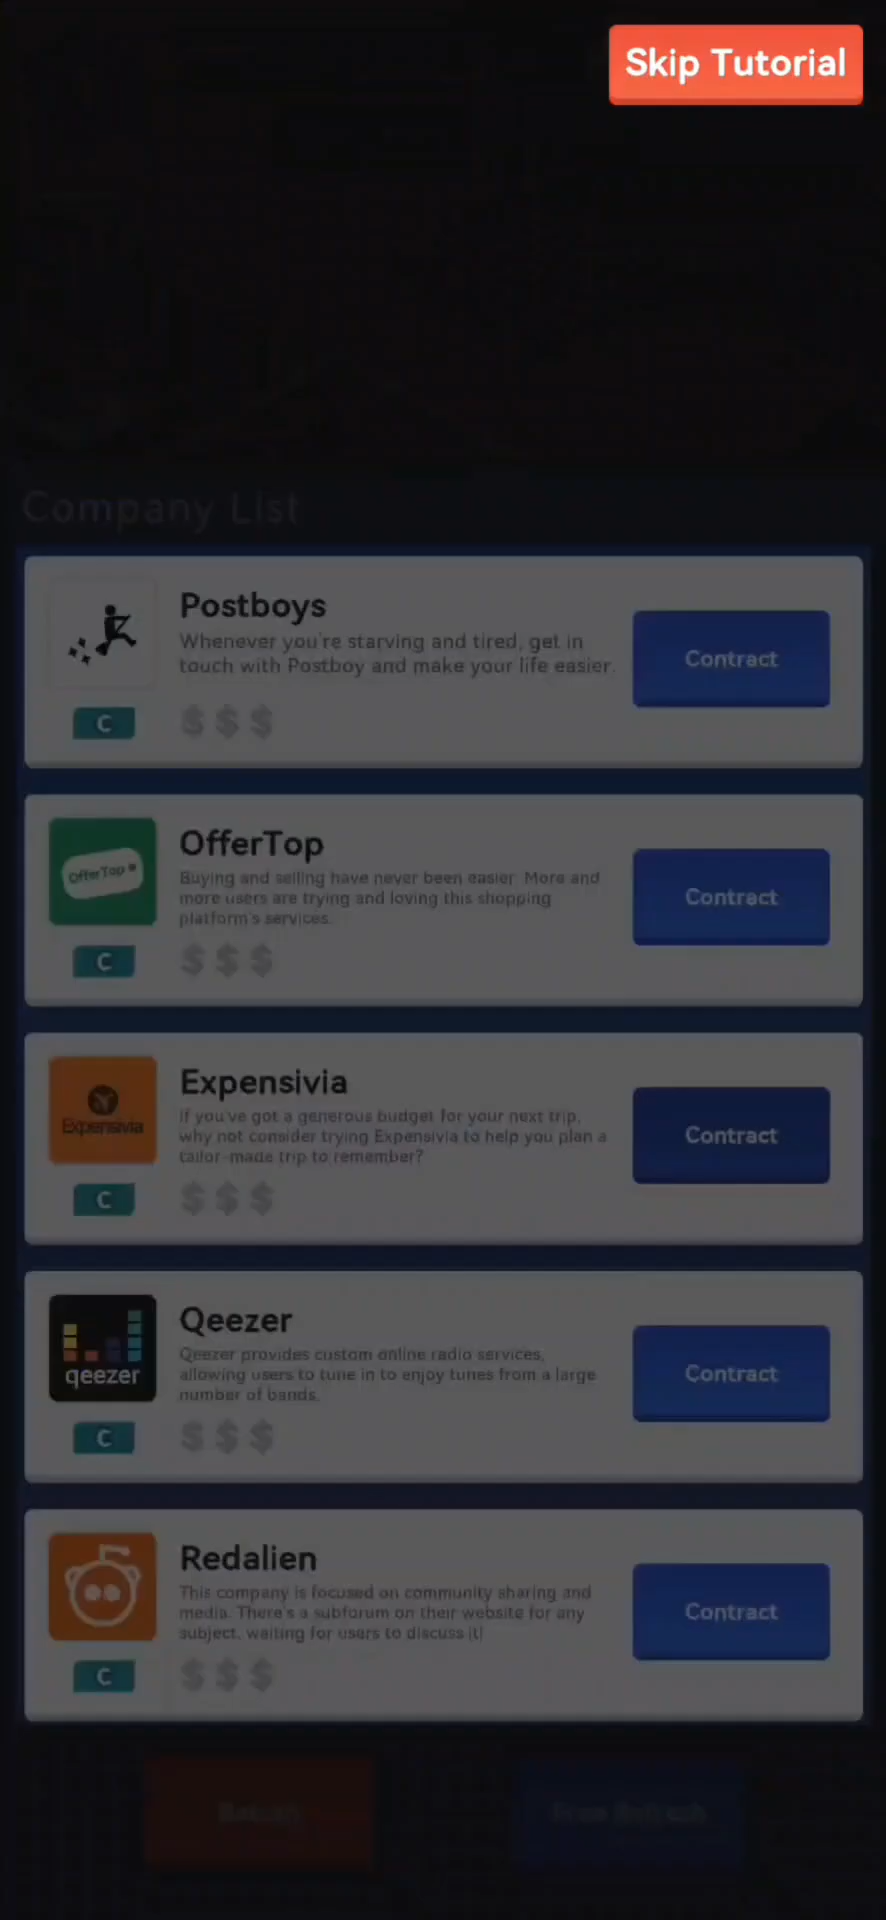 Skip Tutorial
Company List
Postboys
Whenever you're starving and tired, get in
touch with Postboy and make your life easier.
Contract
C
$ $ $
OfferTop
OfferTop
Buying and selling have never been easier. More and
more users are trying and loving this shopping
platform's services.
Contract
C
$ $ $
Expensivia
Expensivia
If you've got a generous budget for your next trip,
why not consider trying Expensivia to help you plan a
tailor-made trip to remember?
Contract
C
$ $ $
Qeezer
qeezer
Qeezer provides custom online radio services,
allowing users to tune in to enjoy tunes from a large
number of bands.
Contract
C
$ $ $
Redalien
This company is focused on community sharing and
media. There's a subforum on their website for any
subject, waiting for users to discuss it!
Contract
C
$ $ $
Free Refresh